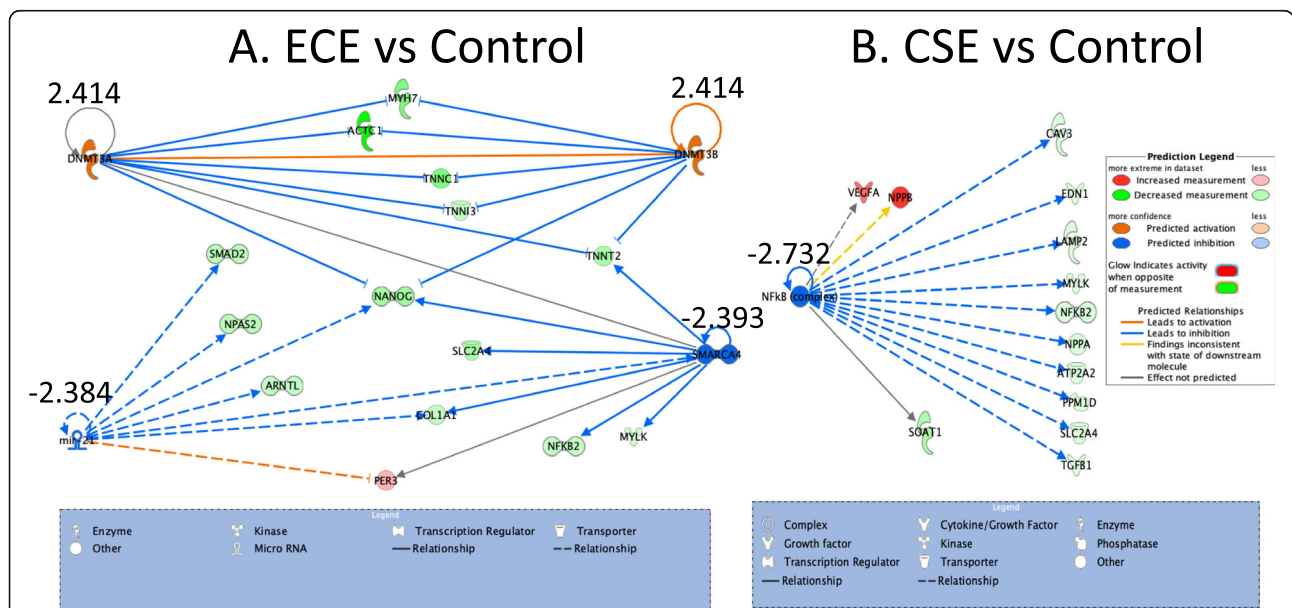 A. ECE vs Control
B. CSE vs Control
2.414
2.414
MYH7
ACTC1
DNMT3A
DNMT3B
TNNC1
TNNI3
SMAD2
TNNT2
NANOG
NPAS2
-2.393
SLC2A4
SMARCA4
ARNTL
-2.384
COL1A1
mir-21
NFKB2
MYLK
PER3
Legend
Enzyme
Kinase
Transcription Regulator
Transporter
Other
Micro RNA
Relationship
Relationship
CAV3
VEGFA
NPPB
EDN1
LAMP2
-2.732
NFkB (complex)
MYLK
NFKB2
NPPA
ATP2A2
PPM1D
SOAT1
SLC2A4
TGFB1
Prediction Legend
more extreme in dataset less
Increased measurement
Decreased measurement
more confidence less
Predicted activation
Predicted inhibition
Glow Indicates activity
when opposite
of measurement
Predicted Relationships
Leads to activation
Leads to inhibition
Findings inconsistent
with state of downstream
molecule
Effect not predicted
Legend
Complex
Cytokine/Growth Factor
Enzyme
Growth factor
Kinase
Phosphatase
Transcription Regulator
Transporter
Other
Relationship
Relationship